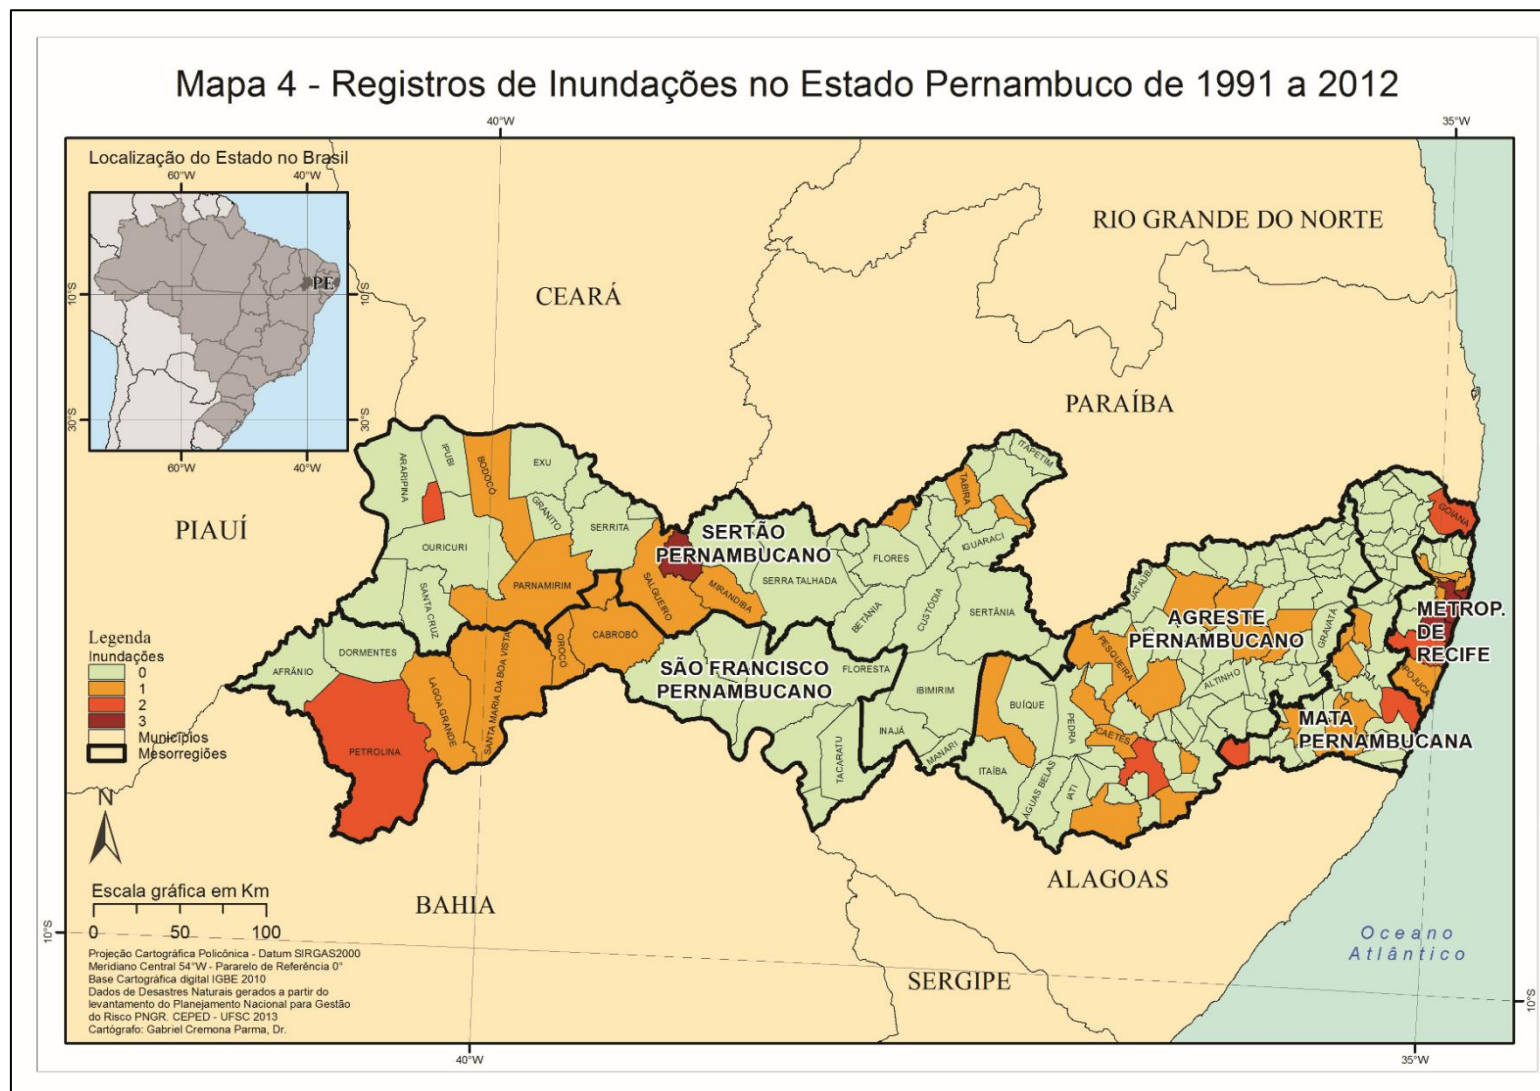 Mapa 4 - Registros de Inundações no Estado Pernambuco de 1991 a 2012
40°W
35°W
Localização do Estado no Brasil
60°W
40°W
10°S
10°S
30°S
30°S
PE
60°W
40°W
RIO GRANDE DO NORTE
CEARÁ
PARAÍBA
PIAUÍ
ARARIPINA
IPUBI
BODOCÓ
EXU
GRANITO
SERRITA
OURICURI
SANTA CRUZ
PARNAMIRIM
SALGUEIRO
MIRANDIBA
SERTÃO
PERNAMBUCANO
SERRA TALHADA
FLORES
TABIRA
ITAPETIM
IGUARACI
BETÂNIA
CUSTÓDIA
SERTÂNIA
AFRÂNIO
DORMENTES
PETROLINA
LAGOA GRANDE
SANTA MARIA DA BOA VISTA
OROCÓ
CABROBÓ
SÃO FRANCISCO
PERNAMBUCANO
FLORESTA
IBIMIRIM
INAJÁ
MANARI
TACARATU
ITAÍBA
BUÍQUE
PEDRA
ÁGUAS BELAS
IATI
CAETÉS
PESQUEIRA
JATAÚBA
AGRESTE
PERNAMBUCANO
GRAVATÁ
ALTINHO
GOIANA
METROP.
DE
RECIFE
IPOJUCA
MATA
PERNAMBUCANA
Legenda
Inundações
0
1
2
3
Municípios
Mesorregiões
N
Escala gráfica em Km
0 50 100
BAHIA
ALAGOAS
SERGIPE
Oceano
Atlântico
10°S
10°S
Projeção Cartográfica Policônica - Datum SIRGAS2000
Meridiano Central 54°W - Pararelo de Referência 0°
Base Cartográfica digital IGBE 2010
Dados de Desastres Naturais gerados a partir do
levantamento do Planejamento Nacional para Gestão
do Risco PNGR. CEPED - UFSC 2013
Cartógrafo: Gabriel Cremona Parma, Dr.
40°W
35°W